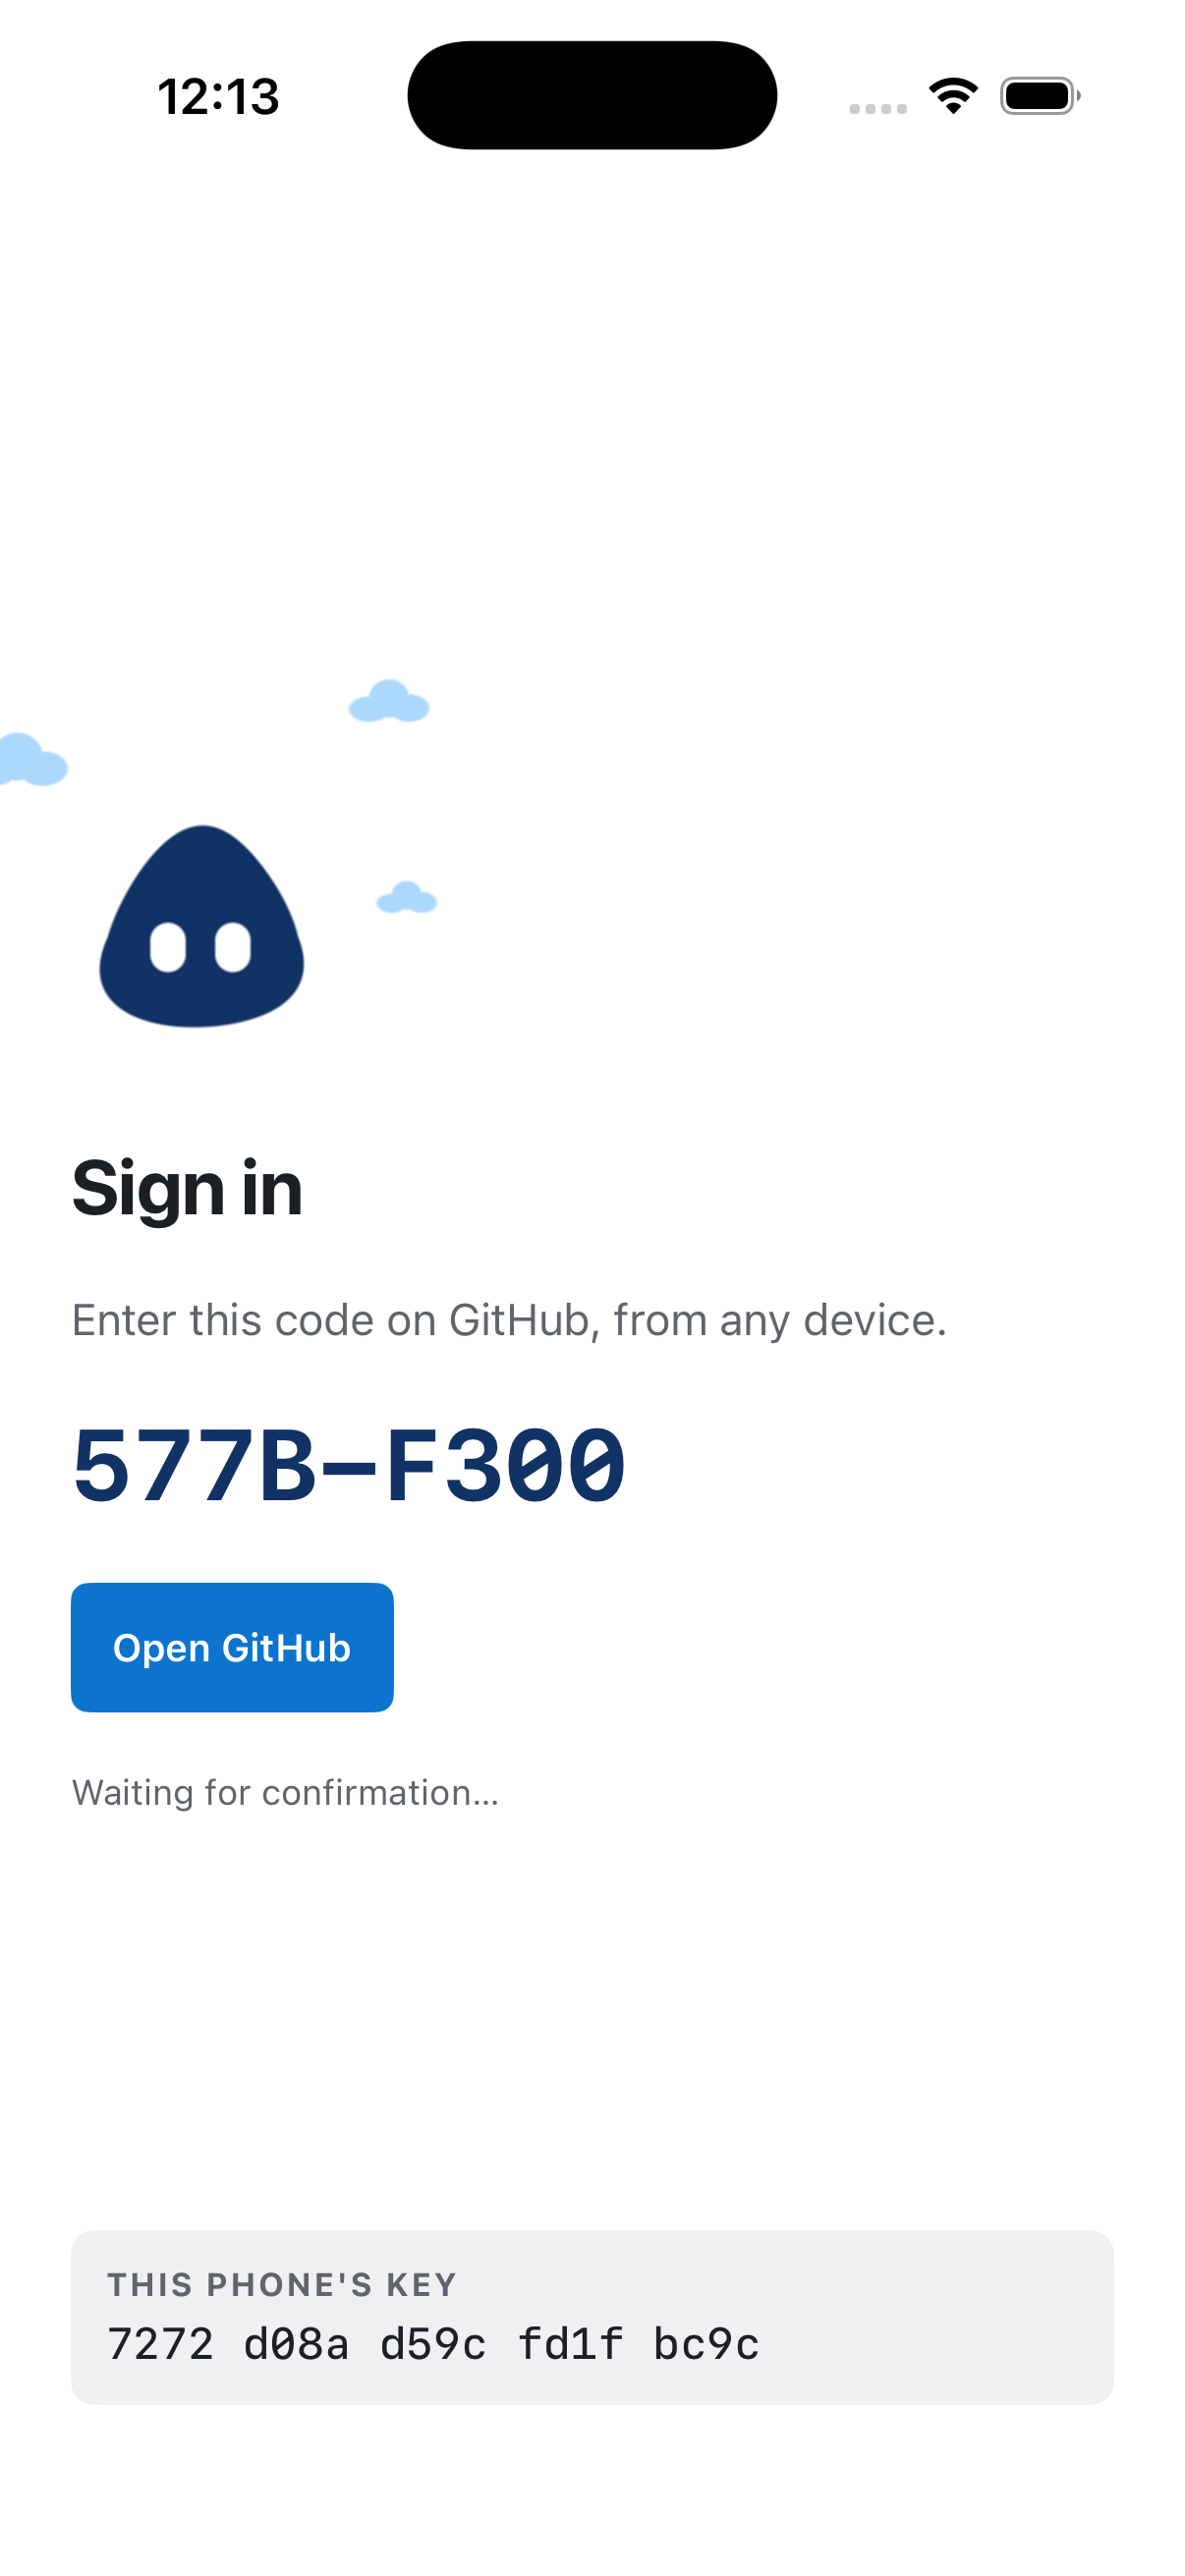 12:13
Sign in
Enter this code on GitHub, from any device.
577B-F300
Open GitHub
Waiting for confirmation...
THIS PHONE'S KEY
7272 d08a d59c fd1f bc9c